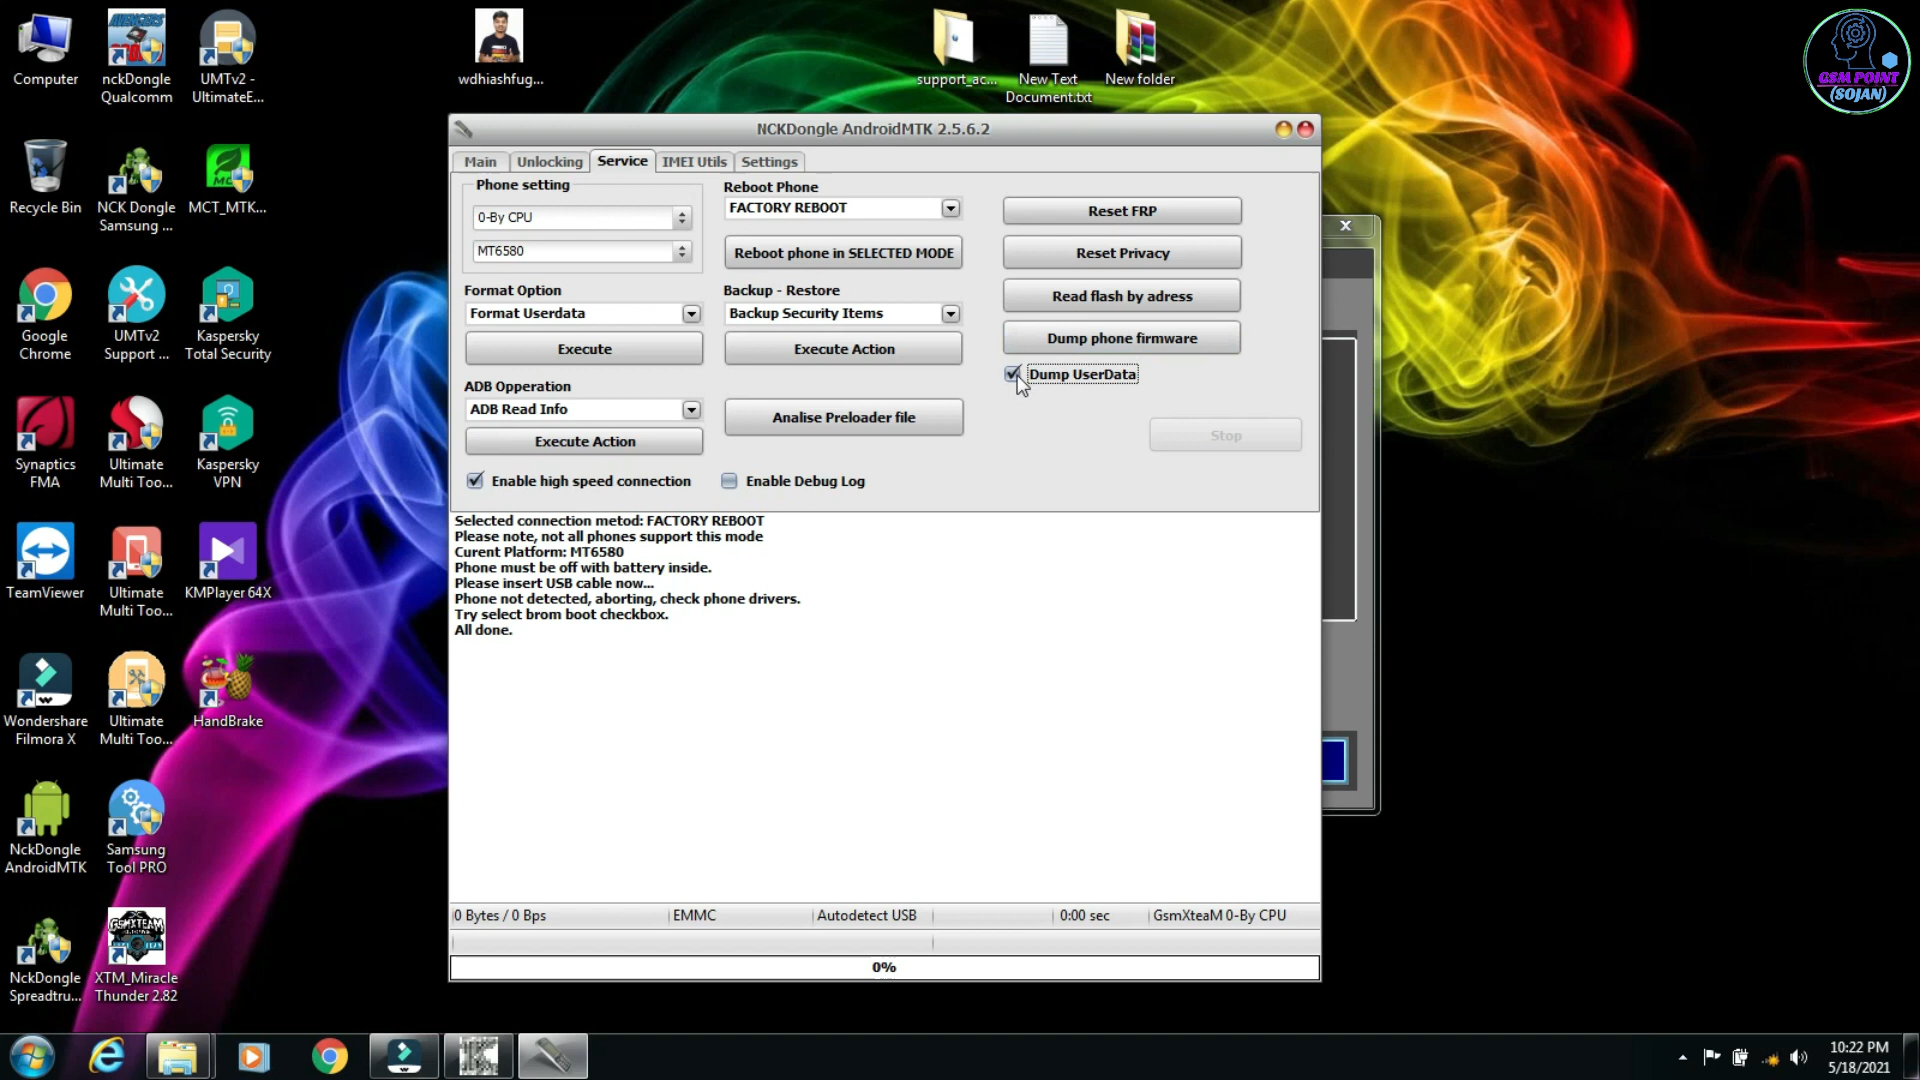 Computer
nckDongle
Qualcomm
UMTv2 -
UltimateE...
wdhiashfug...
support_ac...
New Text
Document.txt
New folder
GSM POINT
(SOJAN)
Recycle Bin
NCK Dongle
Samsung ...
MCT_MTK...
Google
Chrome
UMTv2
Support ...
Kaspersky
Total Security
Synaptics
FMA
Ultimate
Multi Too...
Kaspersky
VPN
TeamViewer
Ultimate
Multi Too...
KMPlayer 64X
Wondershare
Filmora X
Ultimate
Multi Too...
HandBrake
NckDongle
AndroidMTK
Samsung
Tool PRO
NckDongle
Spreadtru...
XTM_Miracle
Thunder 2.82
NCKDongle AndroidMTK 2.5.6.2
Main
Unlocking
Service
IMEI Utils
Settings
Phone setting
0-By CPU
MT6580
Reboot Phone
FACTORY REBOOT
Reboot phone in SELECTED MODE
Reset FRP
Reset Privacy
Format Option
Format Userdata
Execute
Backup - Restore
Backup Security Items
Execute Action
Read flash by adress
Dump phone firmware
Dump UserData
ADB Opperation
ADB Read Info
Execute Action
Analise Preloader file
Stop
Enable high speed connection
Enable Debug Log
Selected connection metod: FACTORY REBOOT
Please note, not all phones support this mode
Curent Platform: MT6580
Phone must be off with battery inside.
Please insert USB cable now...
Phone not detected, aborting, check phone drivers.
Try select brom boot checkbox.
All done.
0 Bytes / 0 Bps
EMMC
Autodetect USB
0:00 sec
GsmXteaM 0-By CPU
0%
10:22 PM
5/18/2021